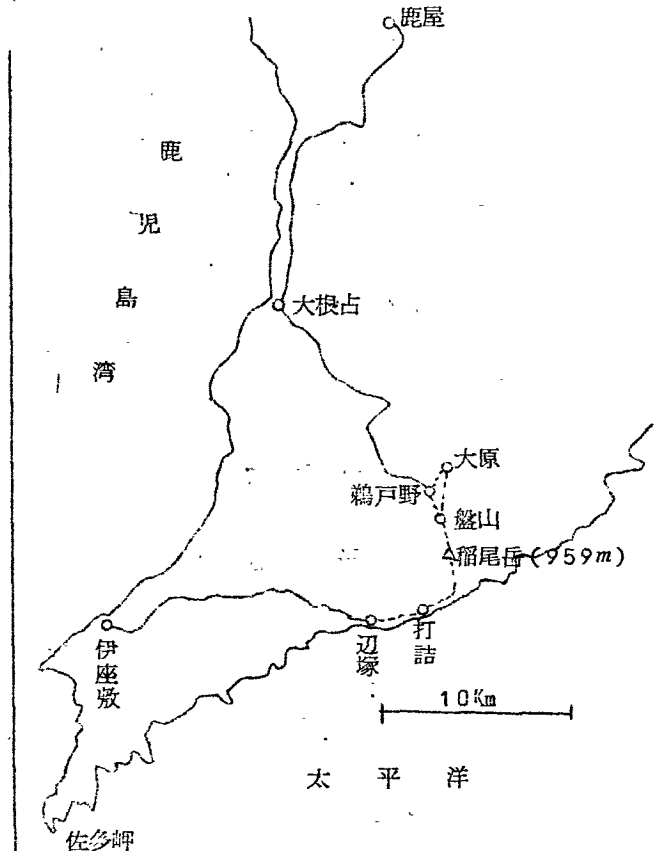 鹿屋
鹿児島湾
大根占
大原
鵜戸野
盤山
稲尾岳(959m)
打詰
辺塚
伊座敷
10Km
太平洋
佐多岬